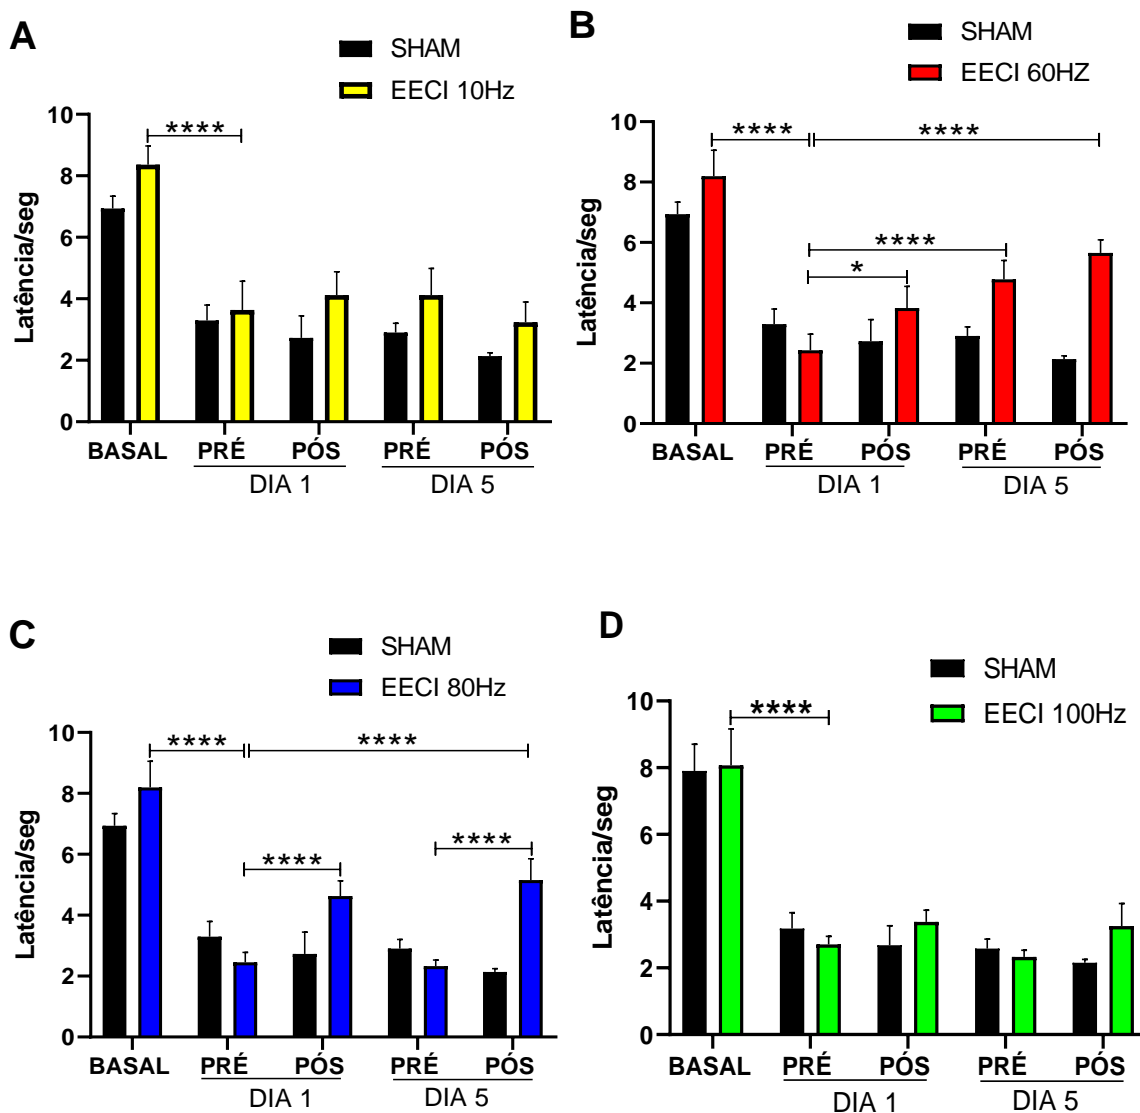 A
SHAM
EECI 10Hz
Latência/seg
10
8
6
4
2
0
****
BASAL PRÉ PÓS PRÉ PÓS
DIA 1 DIA 5
B
SHAM
EECI 60HZ
Latência/seg
10
8
6
4
2
0
**** ****
****
*
BASAL PRÉ PÓS PRÉ PÓS
DIA 1 DIA 5
C
SHAM
EECI 80Hz
Latência/seg
10
8
6
4
2
0
**** ****
****
****
BASAL PRÉ PÓS PRÉ PÓS
DIA 1 DIA 5
D
SHAM
EECI 100Hz
Latência/seg
10
8
6
4
2
0
****
BASAL PRÉ PÓS PRÉ PÓS
DIA 1 DIA 5